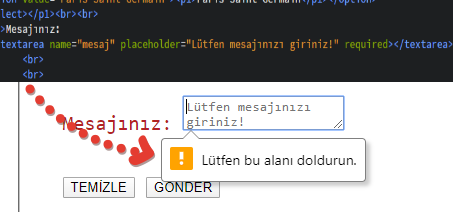 lect></p1><br><br>
>Mesajınız:
textarea name="mesaj" placeholder="Lütfen mesajınızı giriniz!" required></textarea>
<br>
<br>
Mesajınız:
Lütfen mesajınızı
giriniz!
Lütfen bu alanı doldurun.
TEMİZLE GÖNDER